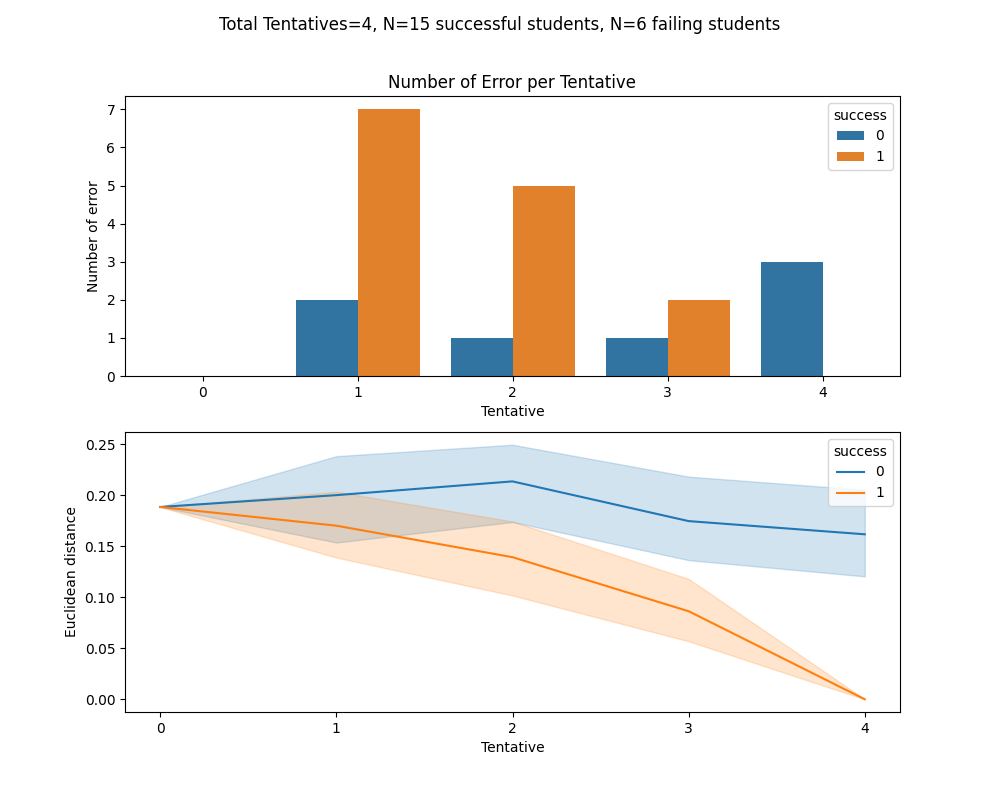 Total Tentatives=4, N=15 successful students, N=6 failing students
Number of Error per Tentative
7
6
5
4
3
2
1
0
Number of error
success
0
1
0 1 2 3 4
Tentative
0.25
0.20
0.15
0.10
0.05
0.00
Euclidean distance
success
0
1
0 1 2 3 4
Tentative